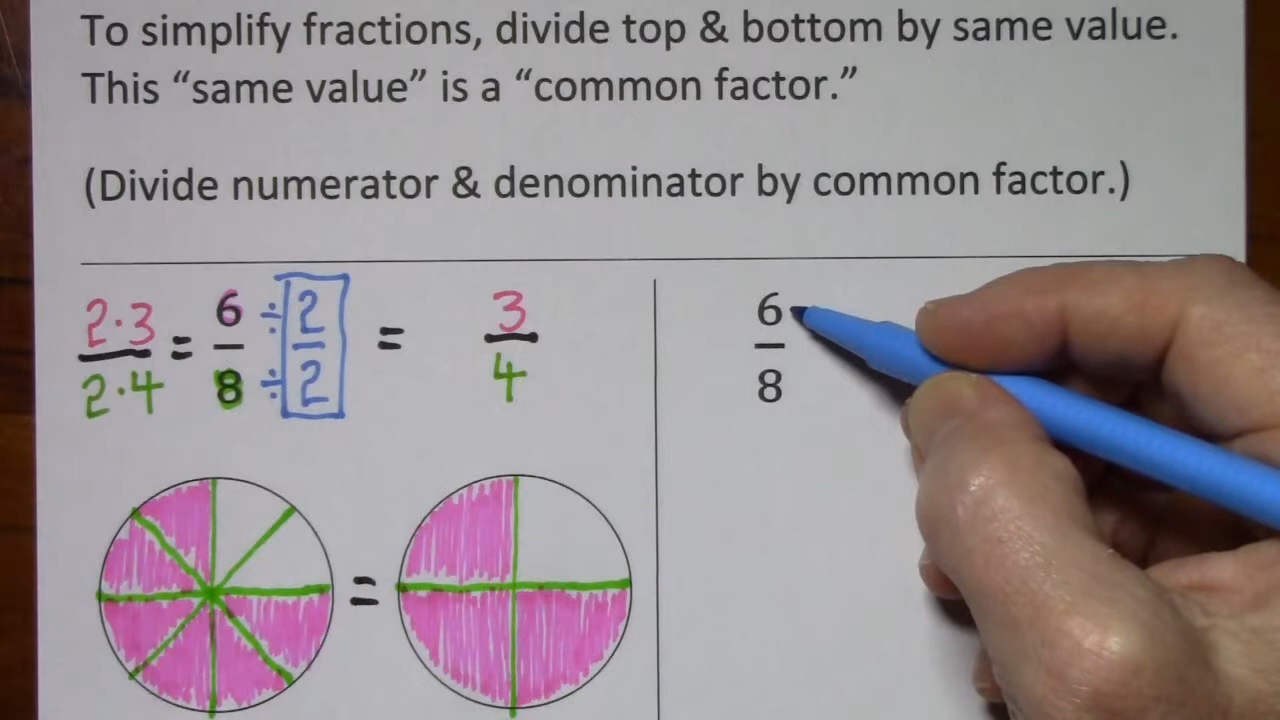 To simplify fractions, divide top & bottom by same value.
This “same value” is a “common factor.”
(Divide numerator & denominator by common factor.)
2·3/2·4 = 6/8 ÷2/÷2 = 3/4
6/8
=